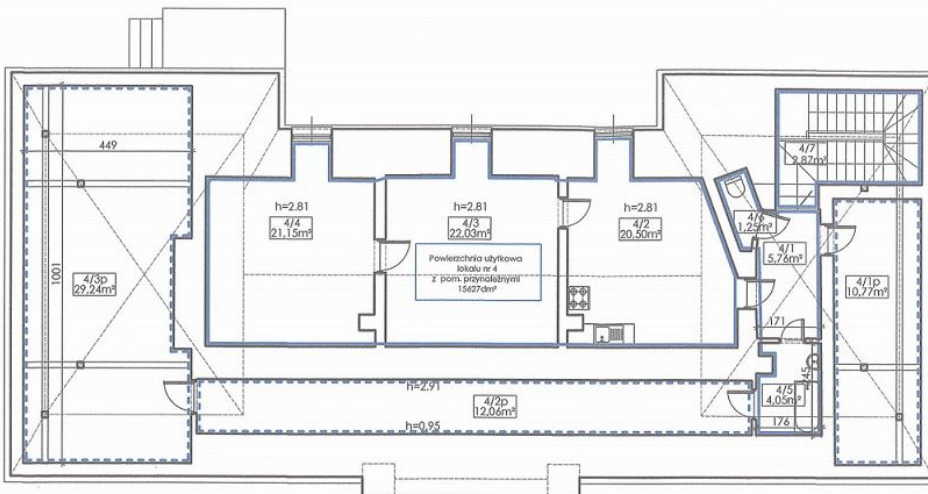 449
1001
4/3p
29,24m²
h=2.81
4/4
21,15m²
h=2.81
4/3
22,03m²
Powierzchnia użytkowa
lokalu nr 4
z pom. przynależnymi
15627dm²
h=2.81
4/2
20,50m²
4/7
2,87m²
4/6
1,25m²
4/1
5,76m²
4/1p
10,77m²
171
245
4/5
4,05m²
176
h=2.91
4/2p
12,06m²
h=0.95